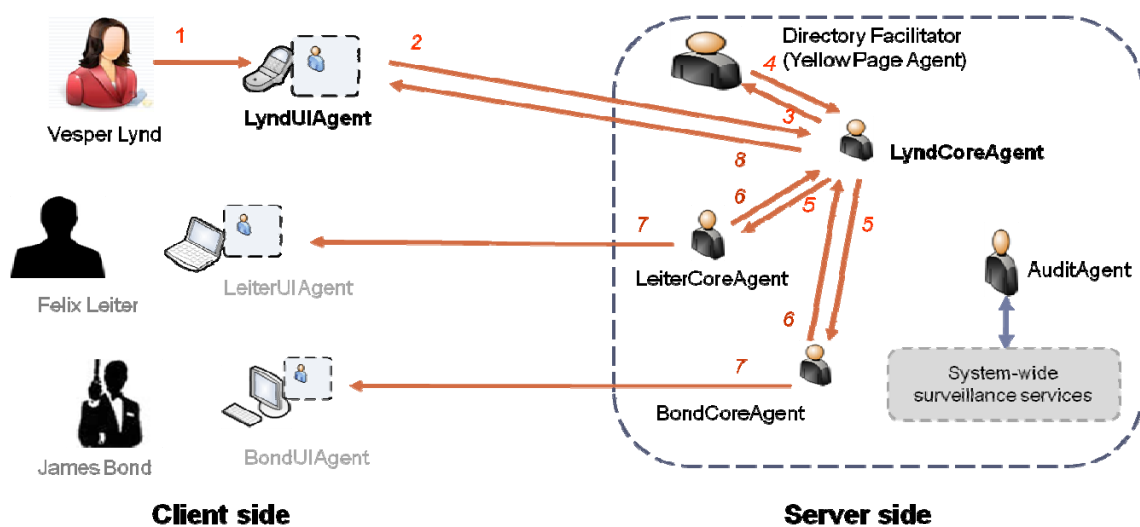 1
2
Directory Facilitator
(YellowPage Agent)
4
3
Vesper Lynd
LyndUIAgent
8
LyndCoreAgent
6
5
5
7
LeiterCoreAgent
AuditAgent
LeiterUIAgent
Felix Leiter
6
7
System-wide
surveillance services
BondCoreAgent
BondUIAgent
James Bond
Client side
Server side